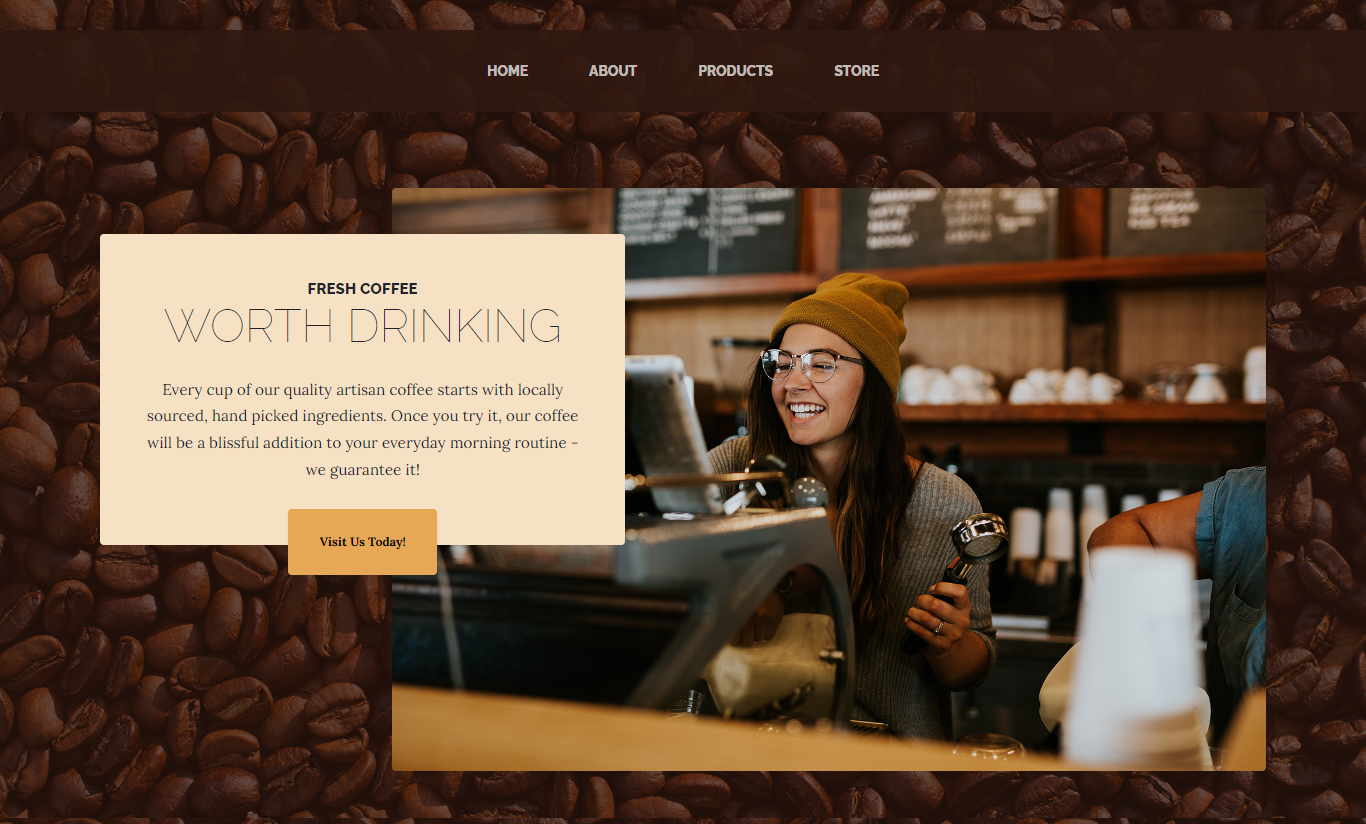 HOME ABOUT PRODUCTS STORE
FRESH COFFEE
WORTH DRINKING
Every cup of our quality artisan coffee starts with locally
sourced, hand picked ingredients. Once you try it, our coffee
will be a blissful addition to your everyday morning routine -
we guarantee it!
Visit Us Today!